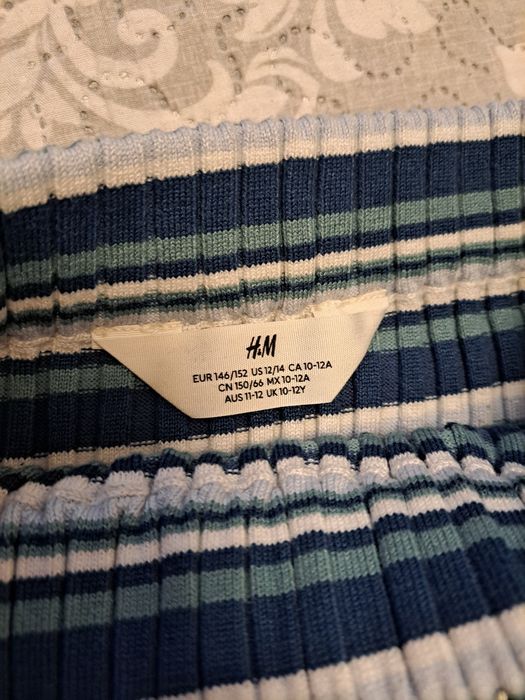 H&M
EUR 146/152 US 12/14 CA 10-12A
CN 150/66 MX 10-12A
AUS 11-12 UK 10-12Y